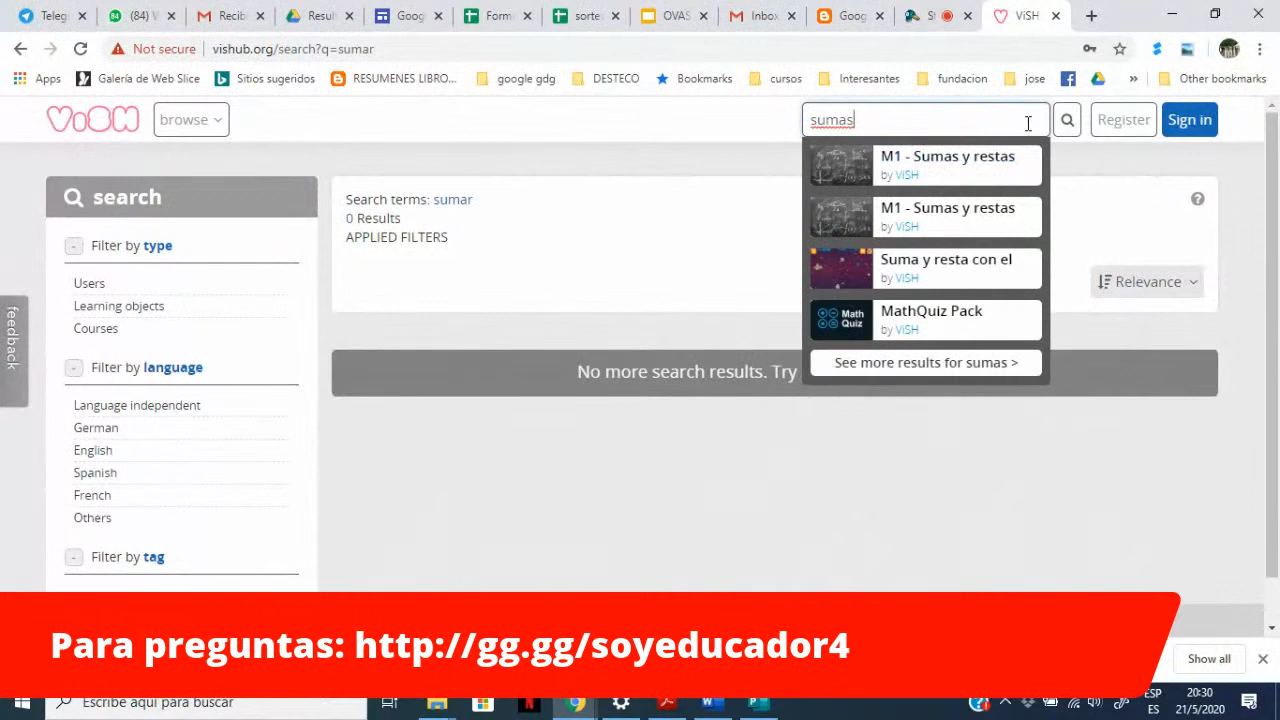 Teleg
(84) W
Recib
Result
Goog
Form
sorte
OVAS
Inbox
Goog
S
ViSH
Not secure
vishub.org/search?q=sumar
Apps
Galería de Web Slice
Sitios sugeridos
RESUMENES LIBRO...
google gdg
DESTECO
Bookmarks
cursos
Interesantes
fundacion
jose
»
Other bookmarks
ViSH
browse
sumas
Register
Sign in
M1 - Sumas y restas
by ViSH
M1 - Sumas y restas
by ViSH
Suma y resta con el
by ViSH
Math Quiz
MathQuiz Pack
by ViSH
See more results for sumas >
search
Search terms: sumar
0 Results
APPLIED FILTERS
Relevance
No more search results. Try
Filter by type
Users
Learning objects
Courses
Filter by language
Language independent
German
English
Spanish
French
Others
Filter by tag
feedback
Para preguntas: http://gg.gg/soyeducador4
Show all
Escribe aquí para buscar
ESP
ES
20:30
21/5/2020